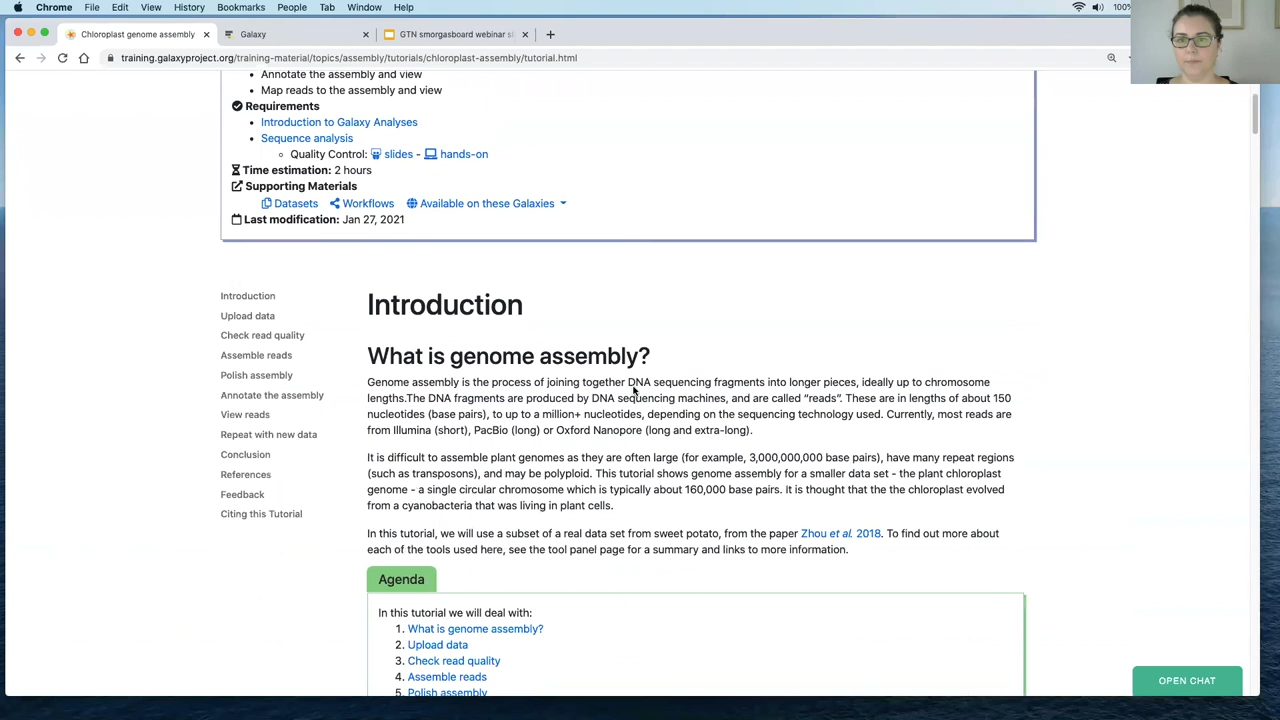 Chrome File Edit View History Bookmarks People Tab Window Help 100%
Chloroplast genome assembly Galaxy GTN smorgasboard webinar s
training.galaxyproject.org/training-material/topics/assembly/tutorials/chloroplast-assembly/tutorial.html
Annotate the assembly and view
Map reads to the assembly and view
Requirements
Introduction to Galaxy Analyses
Sequence analysis
Quality Control: slides - hands-on
Time estimation: 2 hours
Supporting Materials
Datasets Workflows Available on these Galaxies
Last modification: Jan 27, 2021
Introduction
Upload data
Check read quality
Assemble reads
Polish assembly
Annotate the assembly
View reads
Repeat with new data
Conclusion
References
Feedback
Citing this Tutorial
Introduction
What is genome assembly?
Genome assembly is the process of joining together DNA sequencing fragments into longer pieces, ideally up to chromosome
lengths.The DNA fragments are produced by DNA sequencing machines, and are called “reads”. These are in lengths of about 150
nucleotides (base pairs), to up to a million+ nucleotides, depending on the sequencing technology used. Currently, most reads are
from Illumina (short), PacBio (long) or Oxford Nanopore (long and extra-long).
It is difficult to assemble plant genomes as they are often large (for example, 3,000,000,000 base pairs), have many repeat regions
(such as transposons), and may be polyploid. This tutorial shows genome assembly for a smaller data set - the plant chloroplast
genome - a single circular chromosome which is typically about 160,000 base pairs. It is thought that the the chloroplast evolved
from a cyanobacteria that was living in plant cells.
In this tutorial, we will use a subset of a real data set from sweet potato, from the paper Zhou et al. 2018. To find out more about
each of the tools used here, see the tool panel page for a summary and links to more information.
Agenda
In this tutorial we will deal with:
1. What is genome assembly?
2. Upload data
3. Check read quality
4. Assemble reads
5. Polish assembly
OPEN CHAT